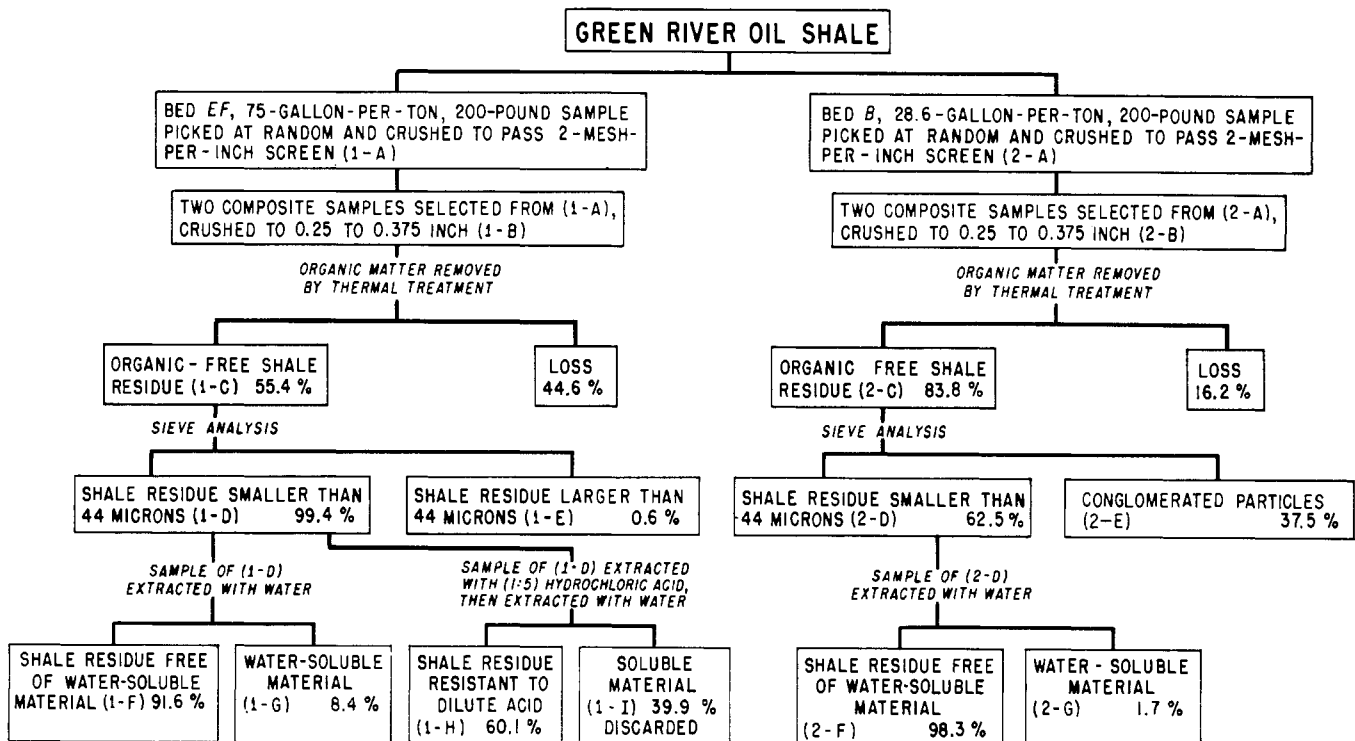 GREEN RIVER OIL SHALE
BED EF, 75-GALLON-PER-TON, 200-POUND SAMPLE
PICKED AT RANDOM AND CRUSHED TO PASS 2-MESH-
PER-INCH SCREEN (1-A)
TWO COMPOSITE SAMPLES SELECTED FROM (1-A),
CRUSHED TO 0.25 TO 0.375 INCH (1-B)
ORGANIC MATTER REMOVED
BY THERMAL TREATMENT
ORGANIC-FREE SHALE
RESIDUE (1-C) 55.4 %
LOSS
44.6 %
SIEVE ANALYSIS
SHALE RESIDUE SMALLER THAN
44 MICRONS (1-D) 99.4 %
SHALE RESIDUE LARGER THAN
44 MICRONS (1-E) 0.6 %
SAMPLE OF (1-D)
EXTRACTED WITH WATER
SAMPLE OF (1-D) EXTRACTED
WITH (1:5) HYDROCHLORIC ACID,
THEN EXTRACTED WITH WATER
SHALE RESIDUE FREE
OF WATER-SOLUBLE
MATERIAL (1-F) 91.6 %
WATER-SOLUBLE
MATERIAL
(1-G) 8.4 %
SHALE RESIDUE
RESISTANT TO
DILUTE ACID
(1-H) 60.1 %
SOLUBLE
MATERIAL
(1-I) 39.9 %
DISCARDED
BED B, 28.6-GALLON-PER-TON, 200-POUND SAMPLE
PICKED AT RANDOM AND CRUSHED TO PASS 2-MESH-
PER-INCH SCREEN (2-A)
TWO COMPOSITE SAMPLES SELECTED FROM (2-A),
CRUSHED TO 0.25 TO 0.375 INCH (2-B)
ORGANIC MATTER REMOVED
BY THERMAL TREATMENT
ORGANIC FREE SHALE
RESIDUE (2-C) 83.8 %
LOSS
16.2 %
SIEVE ANALYSIS
SHALE RESIDUE SMALLER THAN
44 MICRONS (2-D) 62.5 %
CONGLOMERATED PARTICLES
(2-E) 37.5 %
SAMPLE OF (2-D)
EXTRACTED WITH WATER
SHALE RESIDUE FREE
OF WATER-SOLUBLE
MATERIAL
(2-F) 98.3 %
WATER-SOLUBLE
MATERIAL
(2-G) 1.7 %